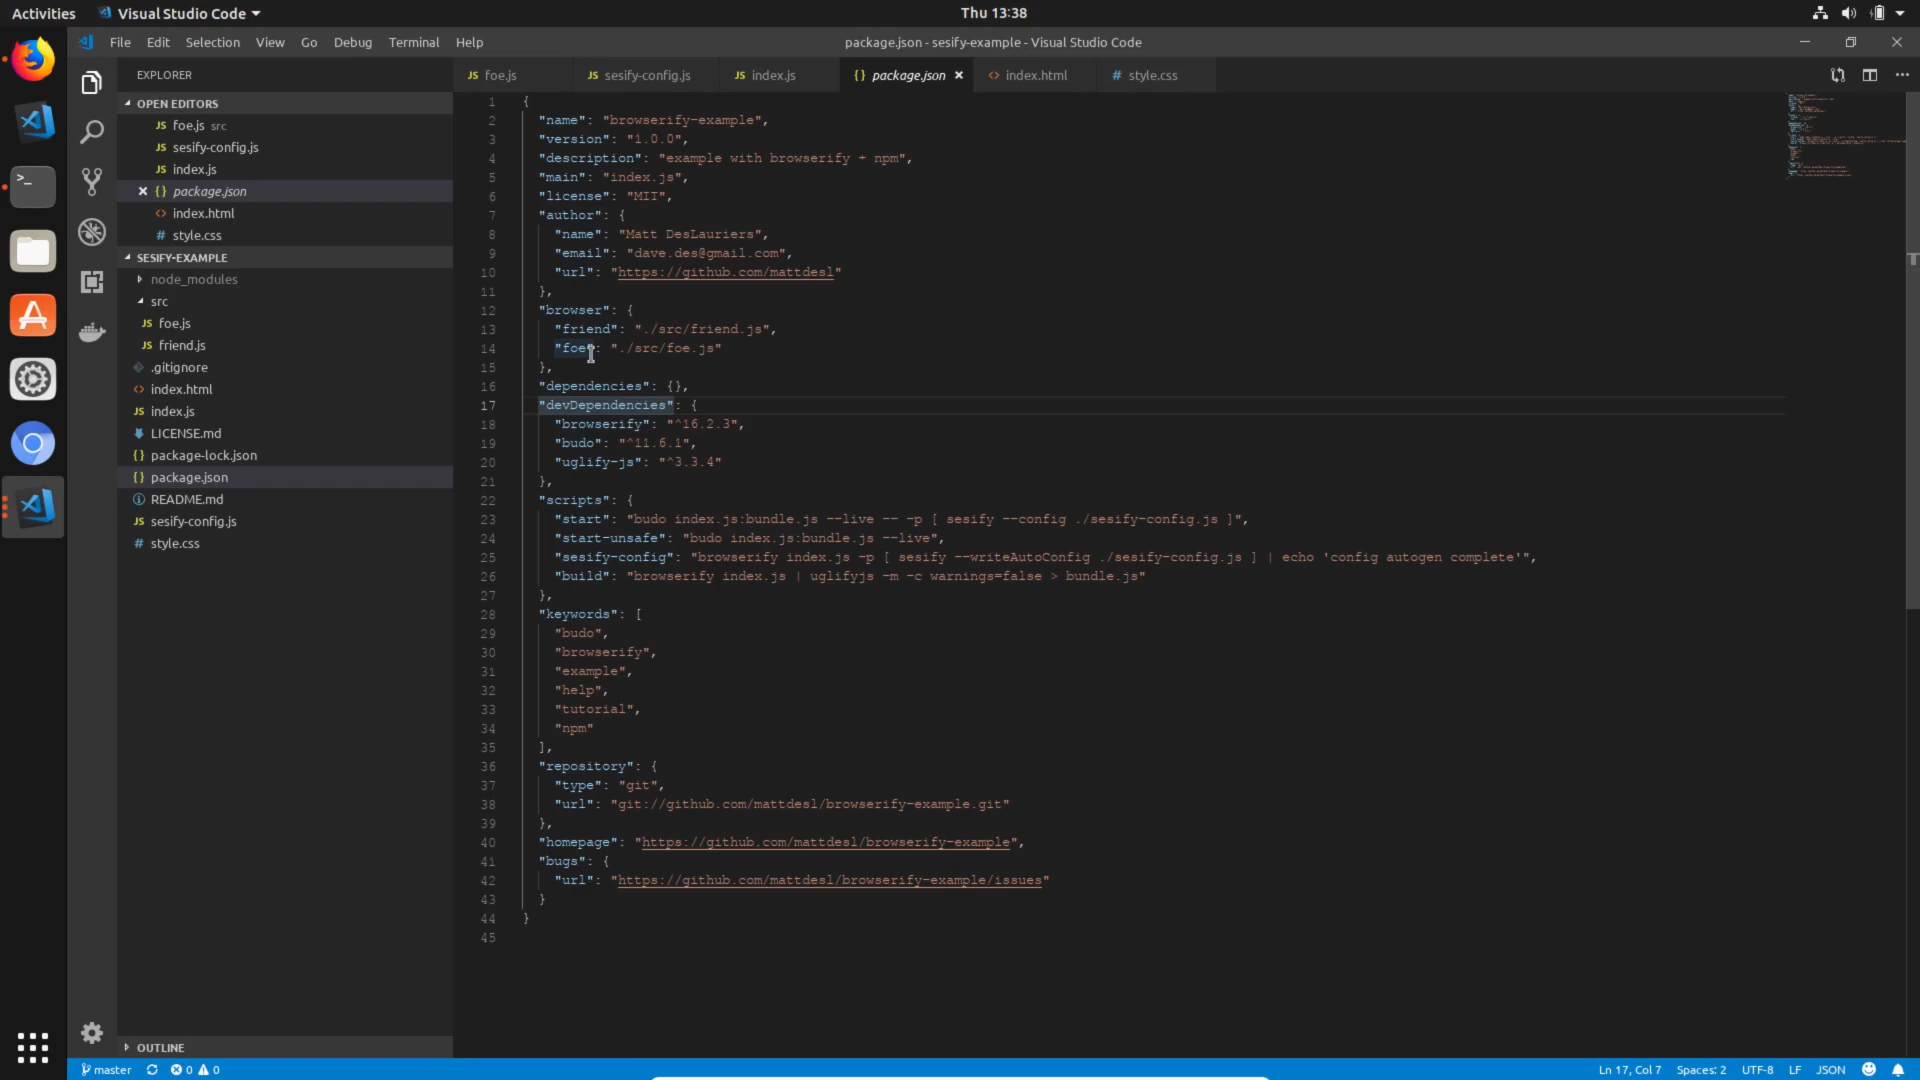 Activities
Visual Studio Code
Thu 13:38
File Edit Selection View Go Debug Terminal Help
package.json - sesify-example - Visual Studio Code
EXPLORER
OPEN EDITORS
JS foe.js src
JS sesify-config.js
JS index.js
{} package.json
<> index.html
# style.css
SESIFY-EXAMPLE
node_modules
src
JS foe.js
JS friend.js
.gitignore
<> index.html
JS index.js
LICENSE.md
{} package-lock.json
{} package.json
README.md
JS sesify-config.js
# style.css
OUTLINE
JS foe.js
JS sesify-config.js
JS index.js
{} package.json
<> index.html
# style.css
1 {
2 "name": "browserify-example",
3 "version": "1.0.0",
4 "description": "example with browserify + npm",
5 "main": "index.js",
6 "license": "MIT",
7 "author": {
8 "name": "Matt DesLauriers",
9 "email": "dave.des@gmail.com",
10 "url": "https://github.com/mattdesl"
11 },
12 "browser": {
13 "friend": "./src/friend.js",
14 "foe": "./src/foe.js"
15 },
16 "dependencies": {},
17 "devDependencies": {
18 "browserify": "^16.2.3",
19 "budo": "^11.6.1",
20 "uglify-js": "^3.3.4"
21 },
22 "scripts": {
23 "start": "budo index.js:bundle.js --live -- -p [ sesify --config ./sesify-config.js ]",
24 "start-unsafe": "budo index.js:bundle.js --live",
25 "sesify-config": "browserify index.js -p [ sesify --writeAutoConfig ./sesify-config.js ] | echo 'config autogen complete'",
26 "build": "browserify index.js | uglifyjs -m -c warnings=false > bundle.js"
27 },
28 "keywords": [
29 "budo",
30 "browserify",
31 "example",
32 "help",
33 "tutorial",
34 "npm"
35 ],
36 "repository": {
37 "type": "git",
38 "url": "git://github.com/mattdesl/browserify-example.git"
39 },
40 "homepage": "https://github.com/mattdesl/browserify-example",
41 "bugs": {
42 "url": "https://github.com/mattdesl/browserify-example/issues"
43 }
44 }
45
master
0
0
Ln 17, Col 7
Spaces: 2
UTF-8
LF
JSON